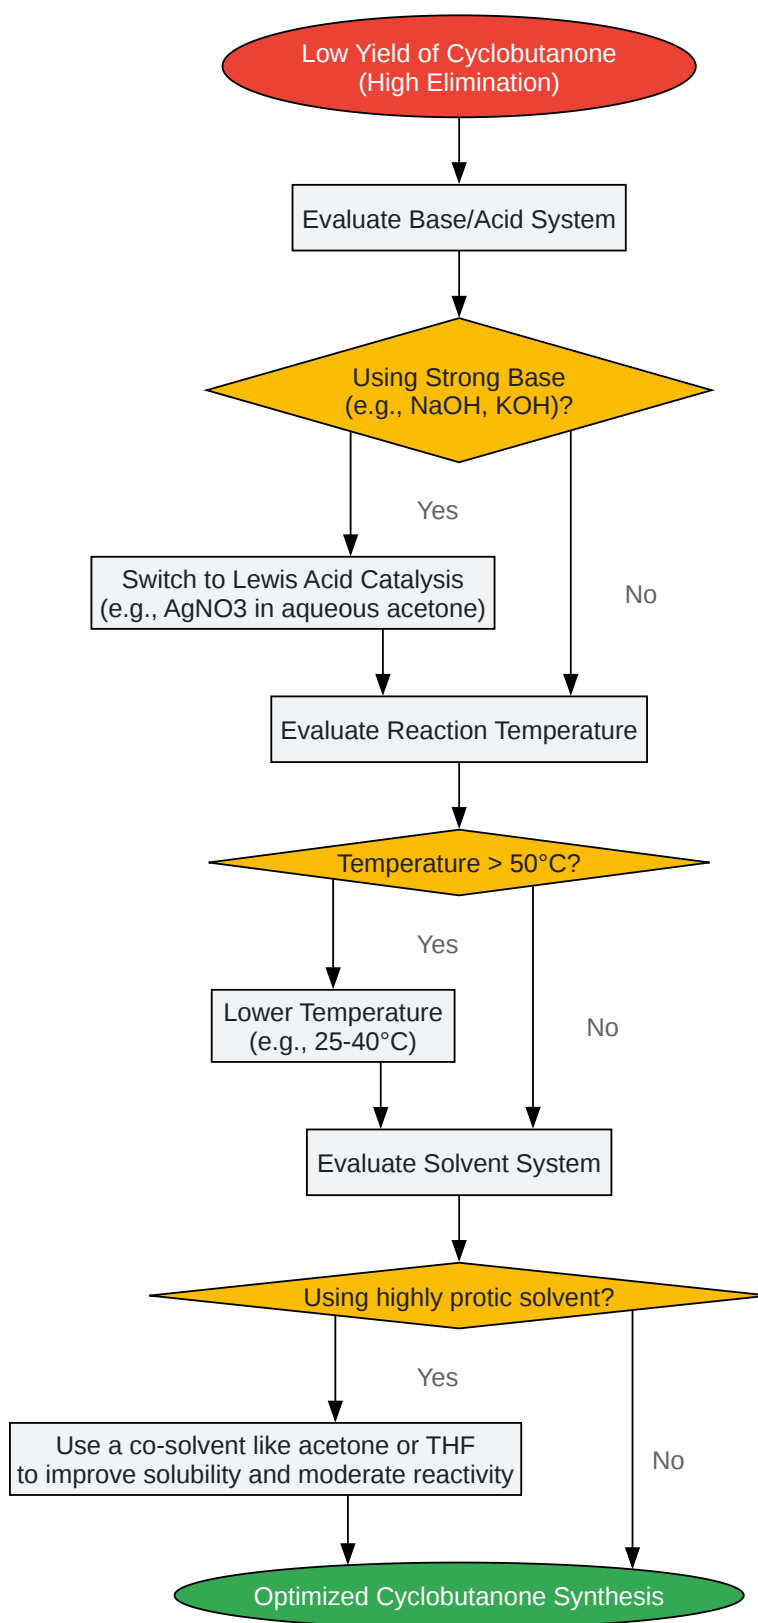 Low Yield of Cyclobutanone
(High Elimination)
Evaluate Base/Acid System
Using Strong Base
(e.g., NaOH, KOH)?
Yes
Switch to Lewis Acid Catalysis
(e.g., AgNO3 in aqueous acetone)
No
Evaluate Reaction Temperature
Temperature > 50°C?
Yes
Lower Temperature
(e.g., 25-40°C)
No
Evaluate Solvent System
Using highly protic solvent?
Yes
Use a co-solvent like acetone or THF
to improve solubility and moderate reactivity
No
Optimized Cyclobutanone Synthesis